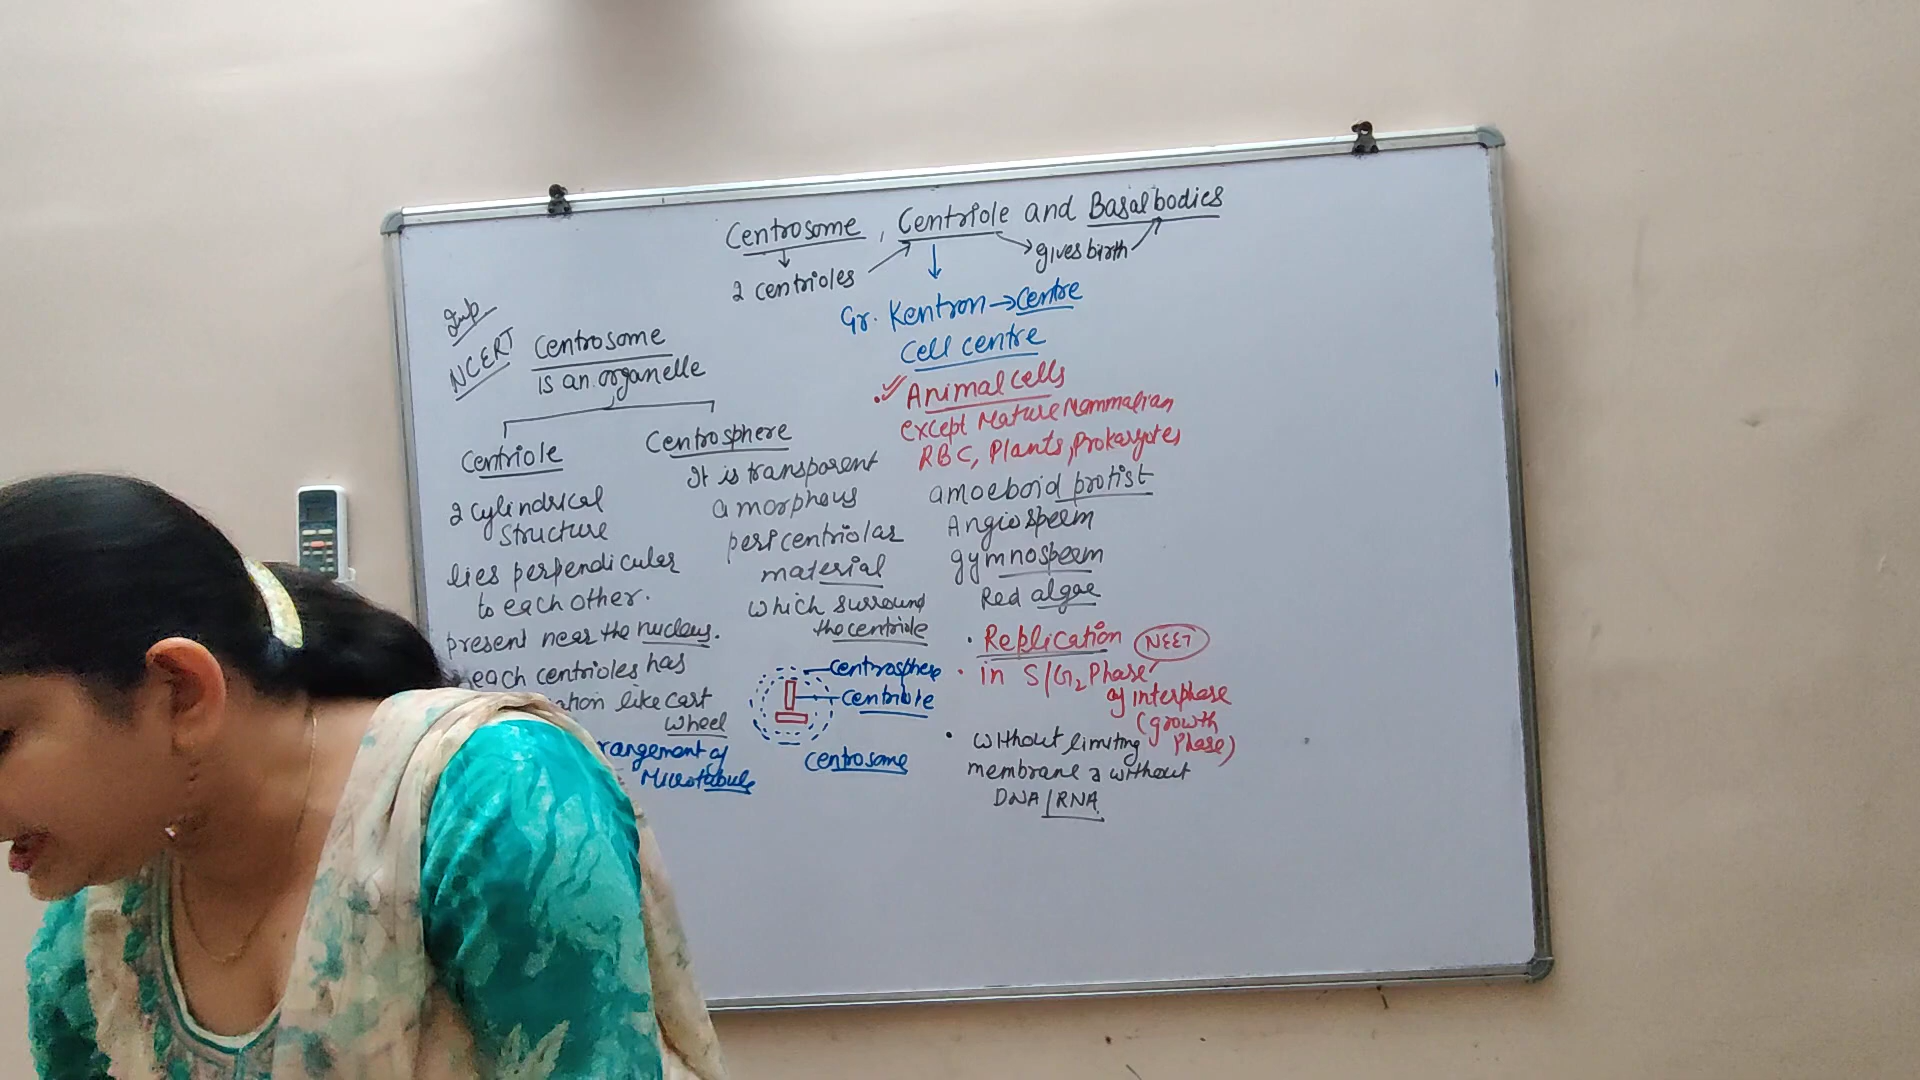 Centrosome, Centriole and Basal bodies
2 centrioles
gives birth
Gr. Kentron → Centre
Cell centre
Imp
NCERT
Centrosome
is an organelle
Centriole
2 cylindrical
structure
lies perpendicular
to each other.
present near the nucleus.
each centrioles has
like cart
wheel
rangement of
Microtubule
Centrosphere
It is transparent
amorphous
pericentriolar
material
which surround
the centriole
Centrosphere
Centriole
Centrosome
Animal cells
except Mature Mammalian
RBC, Plants, Prokaryotes
amoeboid protist
Angiosperm
gymnosperm
Red algae
• Replication NEET
• in S/G2 Phase
of interphase
(growth
Phase)
• without limiting
membrane & without
DNA/RNA